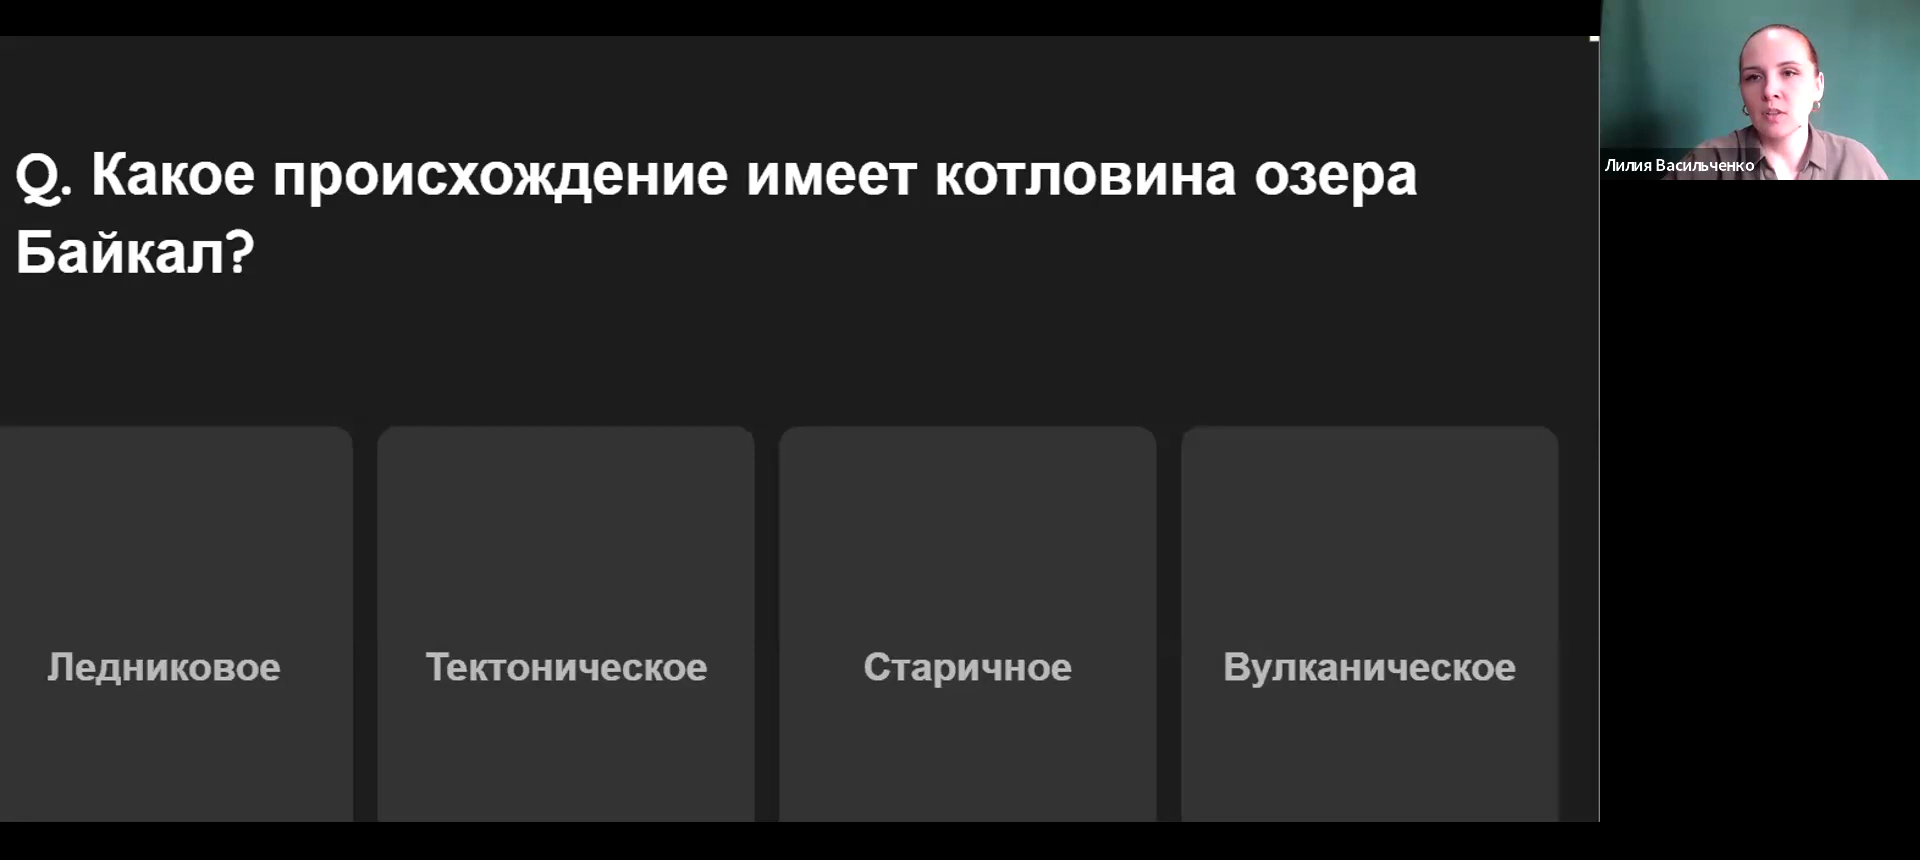 Q. Какое происхождение имеет котловина озера
Байкал?
Ледниковое
Тектоническое
Старичное
Вулканическое
Лилия Васильченко